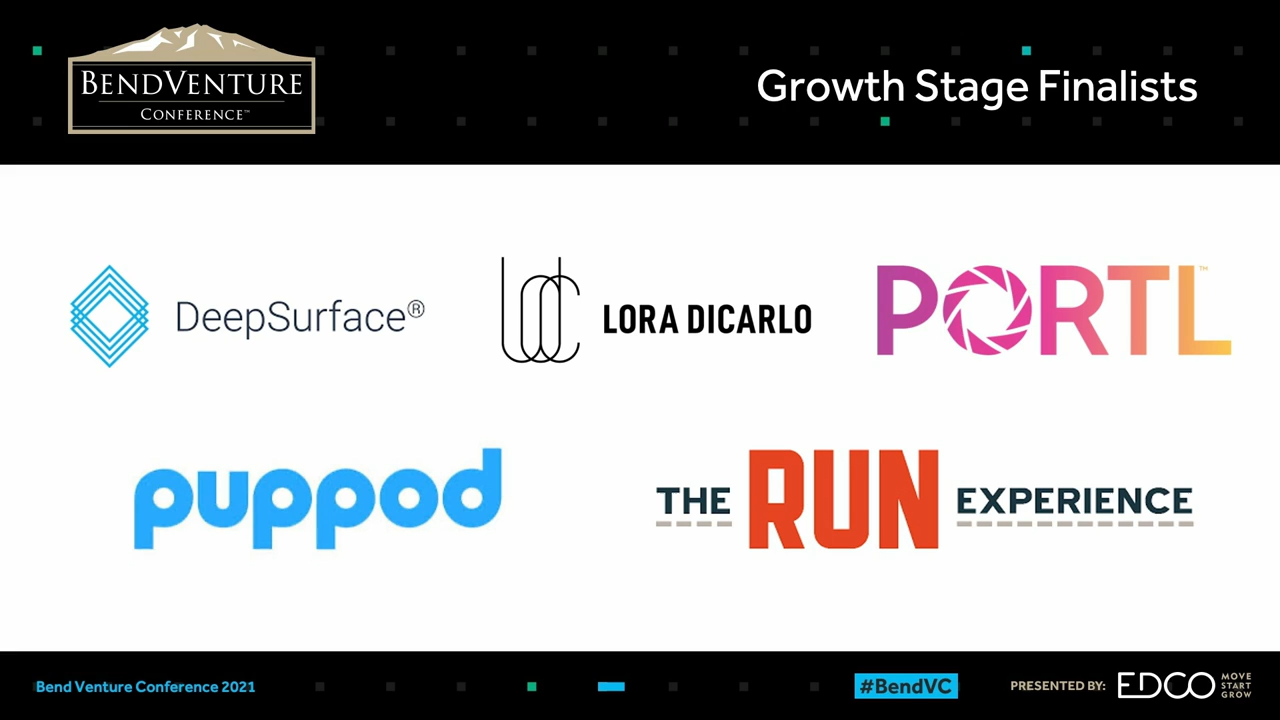 BENDVENTURE
CONFERENCE™
Growth Stage Finalists
DeepSurface®
ldc
LORA DICARLO
PORTL™
puppod
THE RUN EXPERIENCE
Bend Venture Conference 2021
#BendVC
PRESENTED BY:
EDCO
MOVE
START
GROW